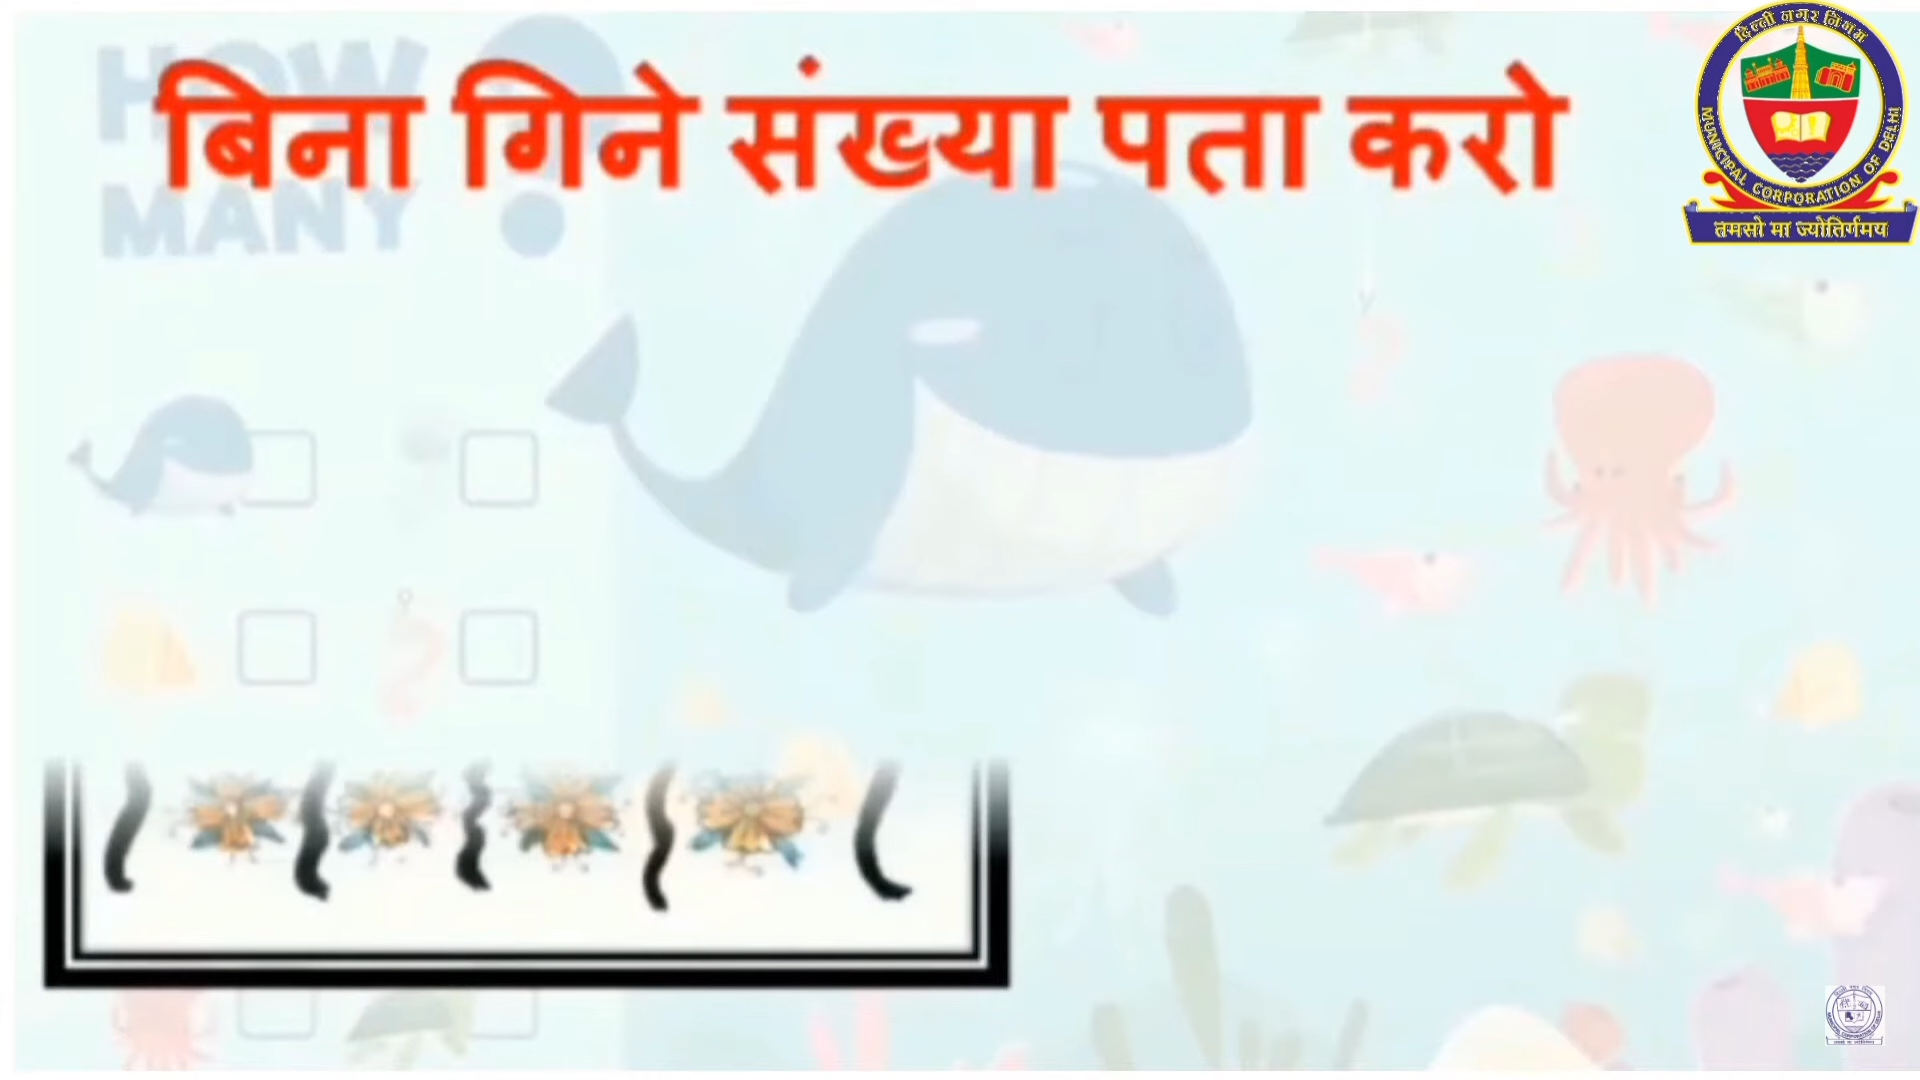 HOW
MANY ?
बिना गिने संख्या पता करो
दिल्ली नगर निगम
MUNICIPAL CORPORATION OF DELHI
तमसो मा ज्योतिर्गमय